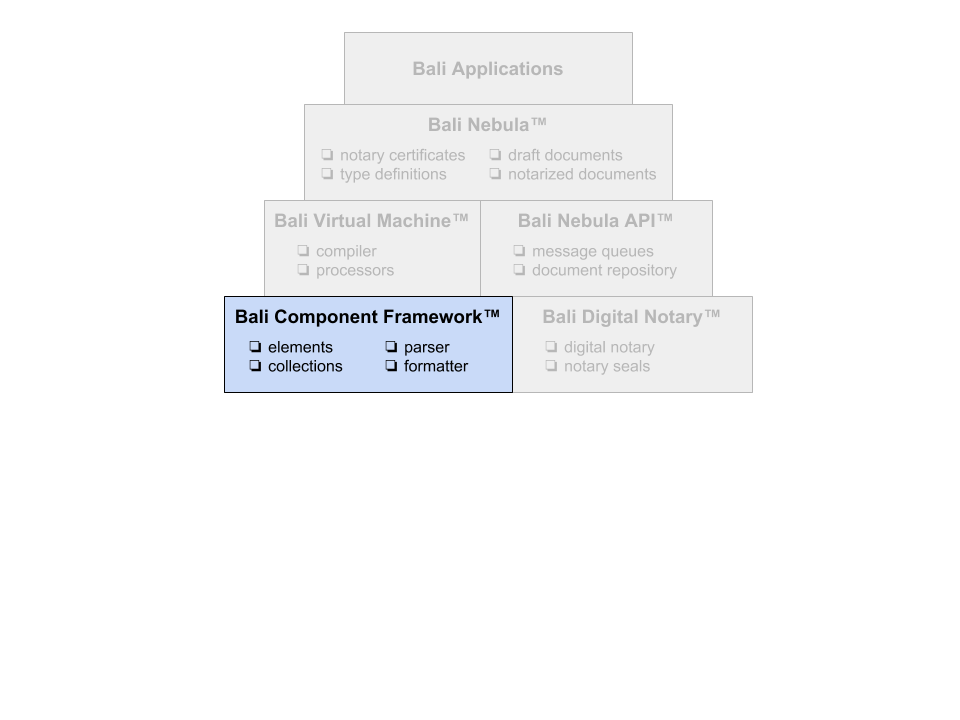 Bali Applications
Bali Nebula™
❏ notary certificates ❏ draft documents
❏ type definitions ❏ notarized documents
Bali Virtual Machine™ Bali Nebula API™
❏ compiler ❏ message queues
❏ processors ❏ document repository
Bali Component Framework™ Bali Digital Notary™
❏ elements ❏ parser ❏ digital notary
❏ collections ❏ formatter ❏ notary seals